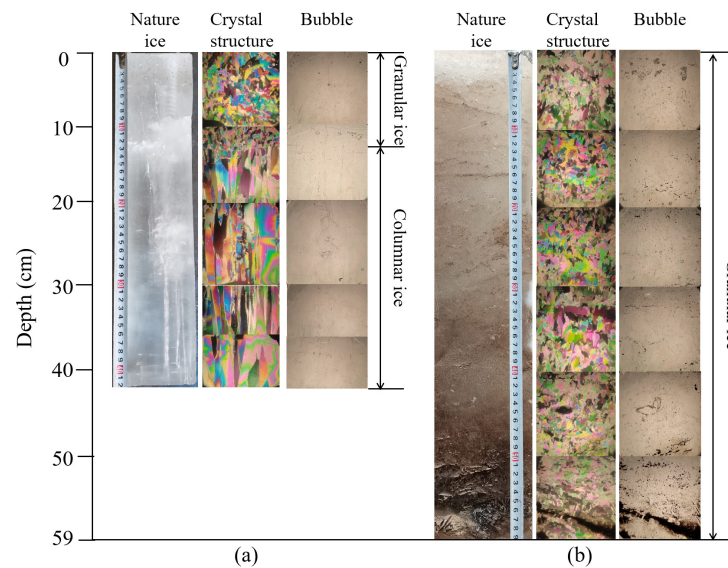 Nature
ice
Crystal
structure
Bubble
Nature
ice
Crystal
structure
Bubble
0
10
20
30
40
50
59
Depth (cm)
Granular ice
Columnar ice
(a)
(b)